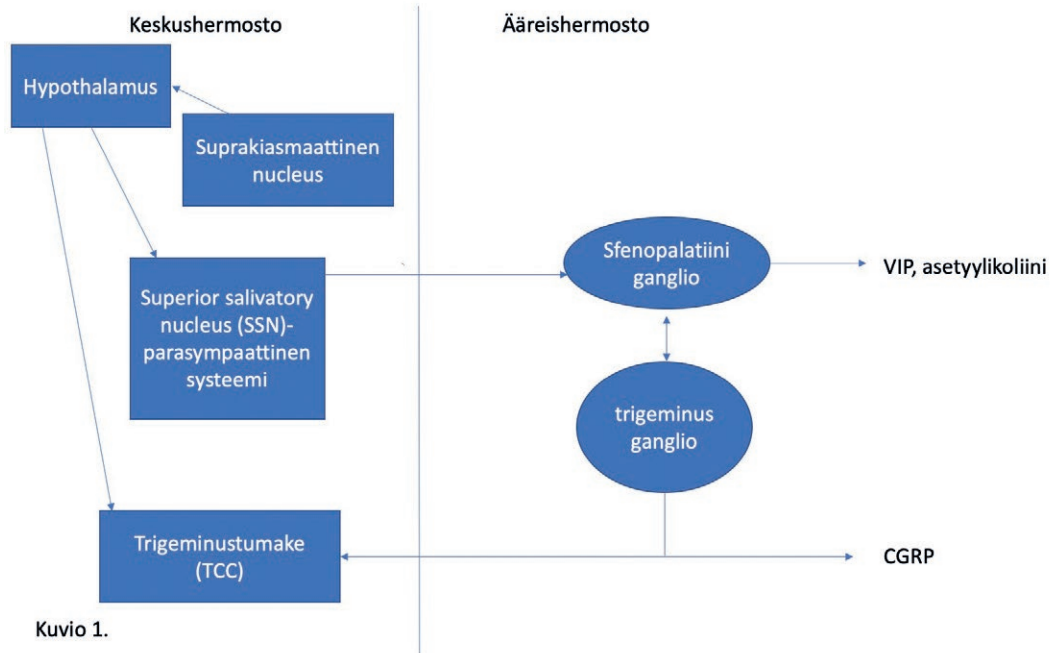 Keskushermosto
Ääreishermosto
Hypothalamus
Suprakiasmaattinen
nucleus
Superior salivatory
nucleus (SSN)-
parasympaattinen
systeemi
Sfenopalatiini
ganglio
VIP, asetyylikoliini
trigeminus
ganglio
Trigeminustumake
(TCC)
CGRP
Kuvio 1.